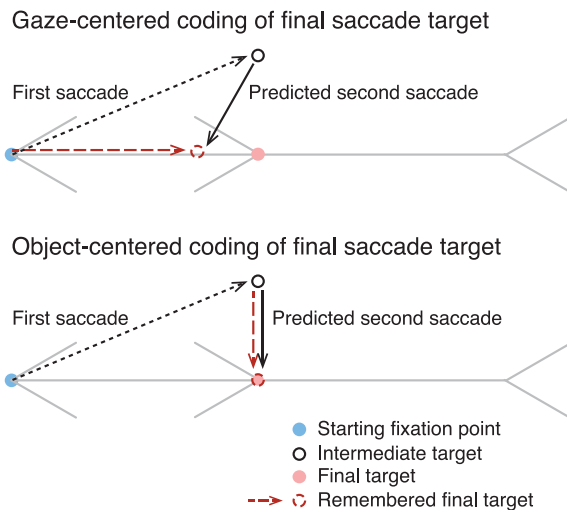 Gaze-centered coding of final saccade target
First saccade
Predicted second saccade
Object-centered coding of final saccade target
First saccade
Predicted second saccade
Starting fixation point
Intermediate target
Final target
Remembered final target